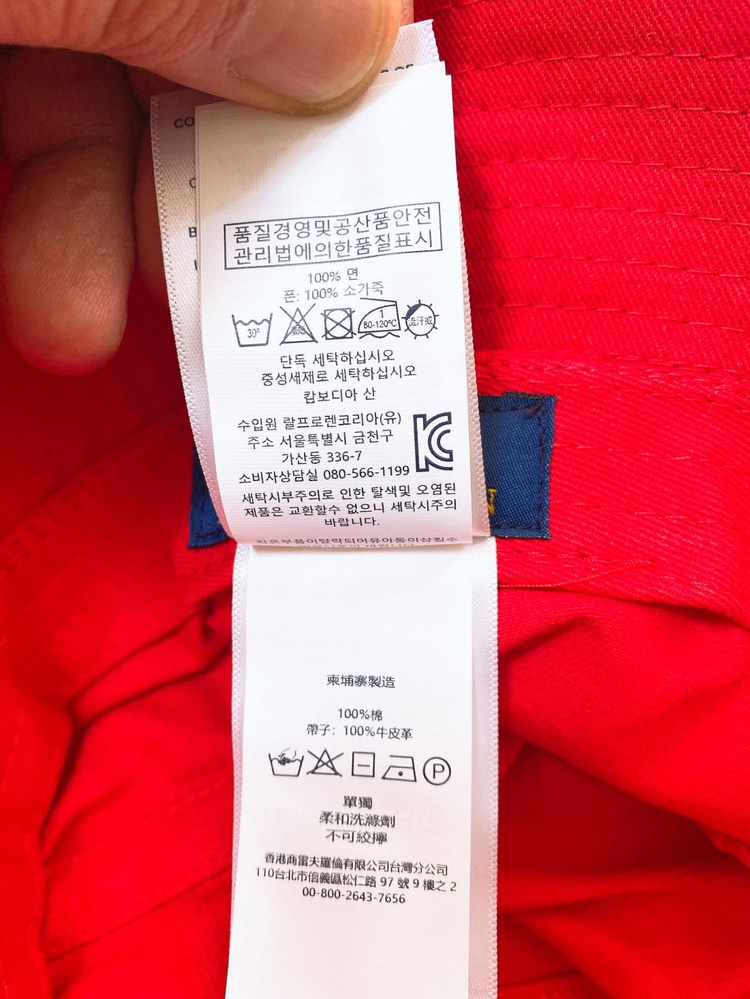 CO
품질경영및공산품안전
관리법에의한품질표시
100% 면
폰: 100% 소가죽
30°
1
80-120°C
단독 세탁하십시오
중성세제로 세탁하십시오
캄보디아 산
수입원 랄프로렌코리아(유)
주소 서울특별시 금천구
가산동 336-7
소비자상담실 080-566-1199
세탁시부주의로 인한 탈색및 오염된
제품은 교환할수 없으니 세탁시주의
바랍니다.
柬埔寨製造
100%棉
帶子: 100%牛皮革
P
單獨
柔和洗滌劑
不可絞擰
香港商雷夫羅倫有限公司台灣分公司
110台北市信義區松仁路 97 號 9 樓之 2
00-800-2643-7656